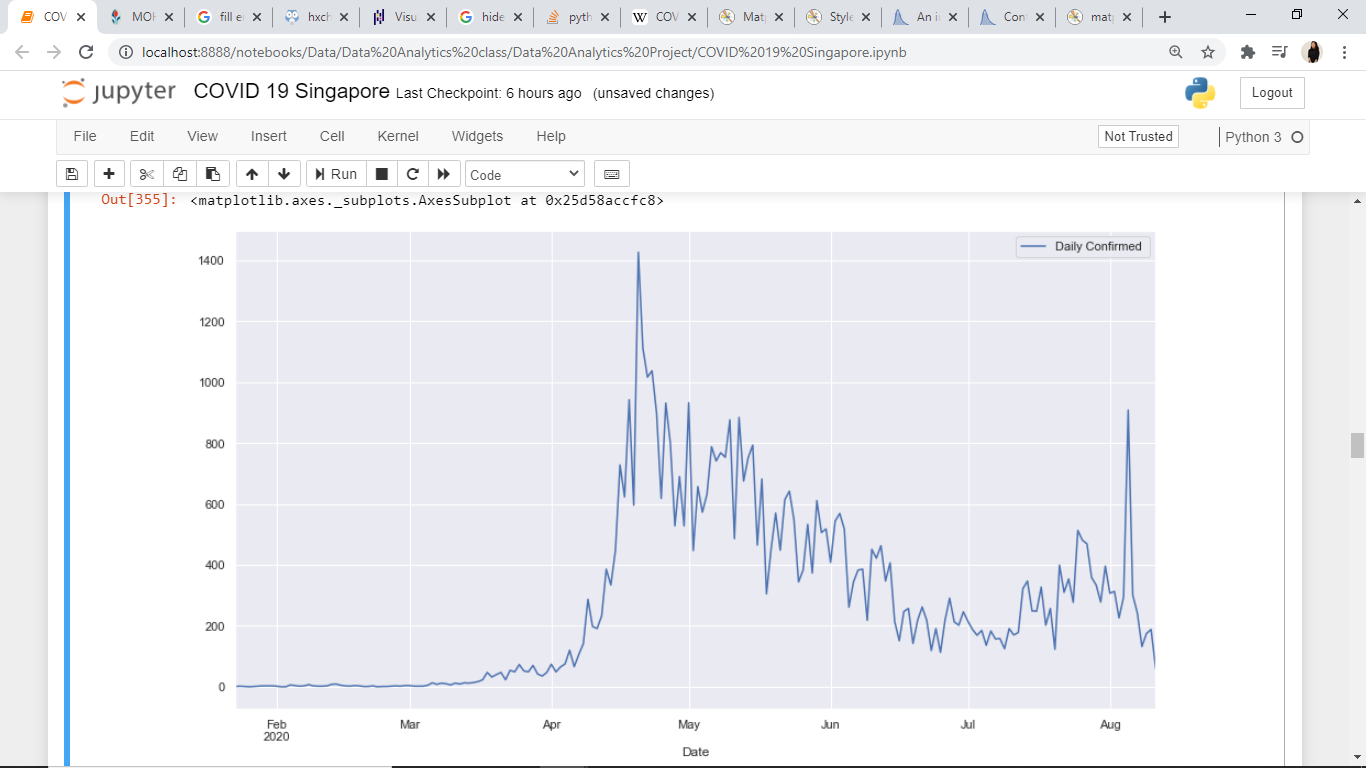 COV MOH fill e hxch Visu hide pyth COV Matp Style An i Con matp
localhost:8888/notebooks/Data/Data%20Analytics%20class/Data%20Analytics%20Project/COVID%2019%20Singapore.ipynb
jupyter COVID 19 Singapore Last Checkpoint: 6 hours ago (unsaved changes) Logout
File Edit View Insert Cell Kernel Widgets Help Not Trusted Python 3
Run Code
Out[355]: <matplotlib.axes._subplots.AxesSubplot at 0x25d58accfc8>
Daily Confirmed
1400
1200
1000
800
600
400
200
0
Feb Mar Apr May Jun Jul Aug
2020
Date